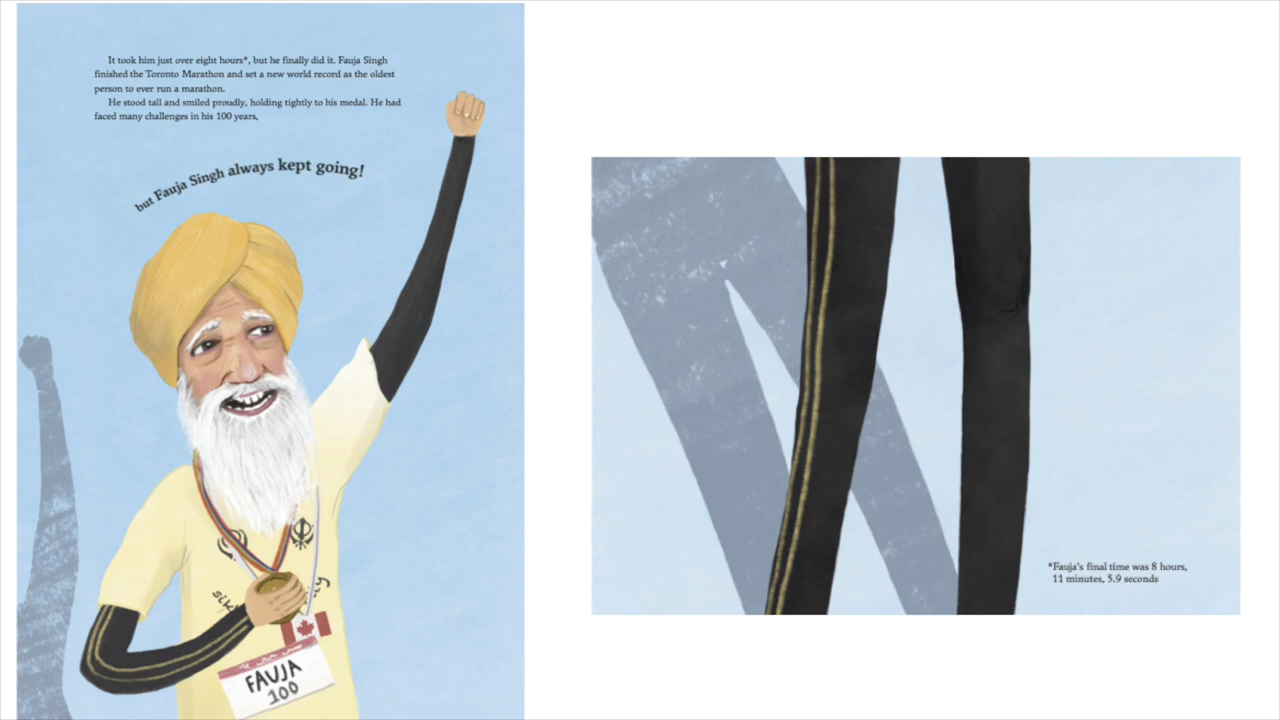 It took him just over eight hours*, but he finally did it. Fauja Singh
finished the Toronto Marathon and set a new world record as the oldest
person to ever run a marathon.
He stood tall and smiled proudly, holding tightly to his medal. He had
faced many challenges in his 100 years,
but Fauja Singh always kept going!
FAUJA
100
*Fauja's final time was 8 hours,
11 minutes, 5.9 seconds